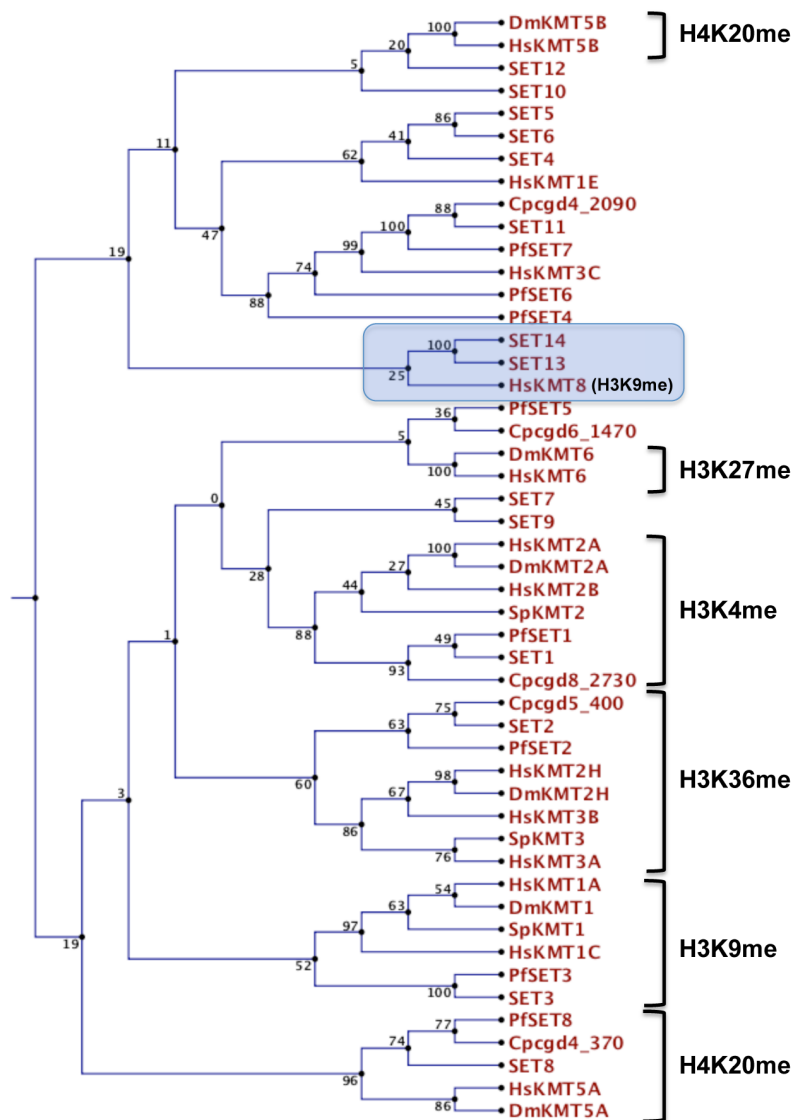 DmKMT5B
100
H4K20me
HsKMT5B
20
SET12
5
SET10
SET5
86
SET6
41
SET4
11
62
HsKMT1E
Cpcgd4_2090
88
SET11
100
PfSET7
47
99
HsKMT3C
19
74
PfSET6
88
PfSET4
SET14
100
SET13
25
HsKMT8 (H3K9me)
PfSET5
36
Cpcgd6_1470
5
DmKMT6
H3K27me
100
HsKMT6
0
SET7
45
SET9
HsKMT2A
100
DmKMT2A
28
27
HsKMT2B
44
H3K4me
SpKMT2
88
PfSET1
49
1
SET1
93
Cpcgd8_2730
Cpcgd5_400
75
SET2
63
PfSET2
60
HsKMT2H
98
H3K36me
DmKMT2H
3
67
HsKMT3B
86
SpKMT3
76
HsKMT3A
HsKMT1A
54
DmKMT1
63
SpKMT1
97
19
HsKMT1C
H3K9me
52
PfSET3
100
SET3
PfSET8
77
Cpcgd4_370
74
SET8
H4K20me
96
HsKMT5A
86
DmKMT5A